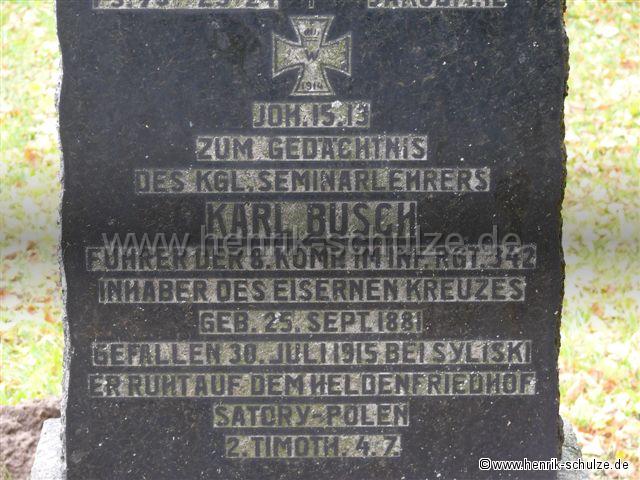 W
1914
JOH. 15.13
ZUM GEDÄCHTNIS
DES KGL. SEMINARLEHRERS
KARL BUSCH
www.henrik-schulze.de
FÜHRER DER 8. KOMP. IM INF. RGT. 342
INHABER DES EISERNEN KREUZES
GEB. 25. SEPT. 1881
GEFALLEN 30. JULI 1915 BEI SYLISKI
ER RUHT AUF DEM HELDENFRIEDHOF
SATORY-POLEN
2. TIMOTH. 4. 7.
©www.henrik-schulze.de